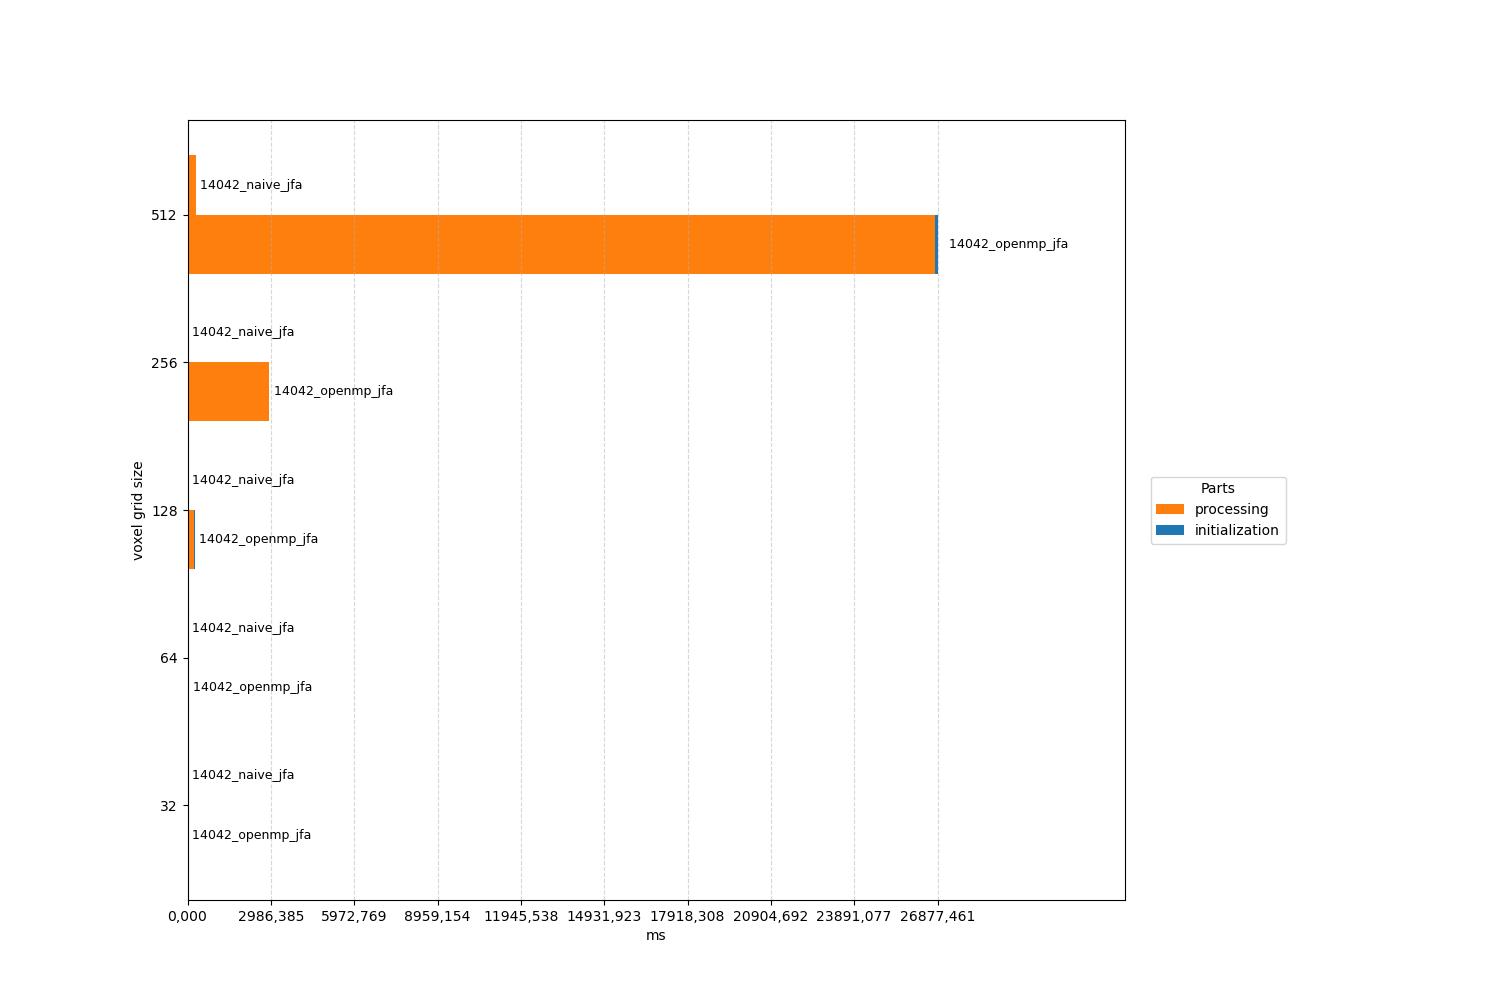 14042_naive_jfa
512
14042_openmp_jfa
14042_naive_jfa
256
14042_openmp_jfa
14042_naive_jfa
128
14042_openmp_jfa
14042_naive_jfa
64
14042_openmp_jfa
14042_naive_jfa
32
14042_openmp_jfa
voxel grid size
0,000 2986,385 5972,769 8959,154 11945,538 14931,923 17918,308 20904,692 23891,077 26877,461
ms
Parts
processing
initialization